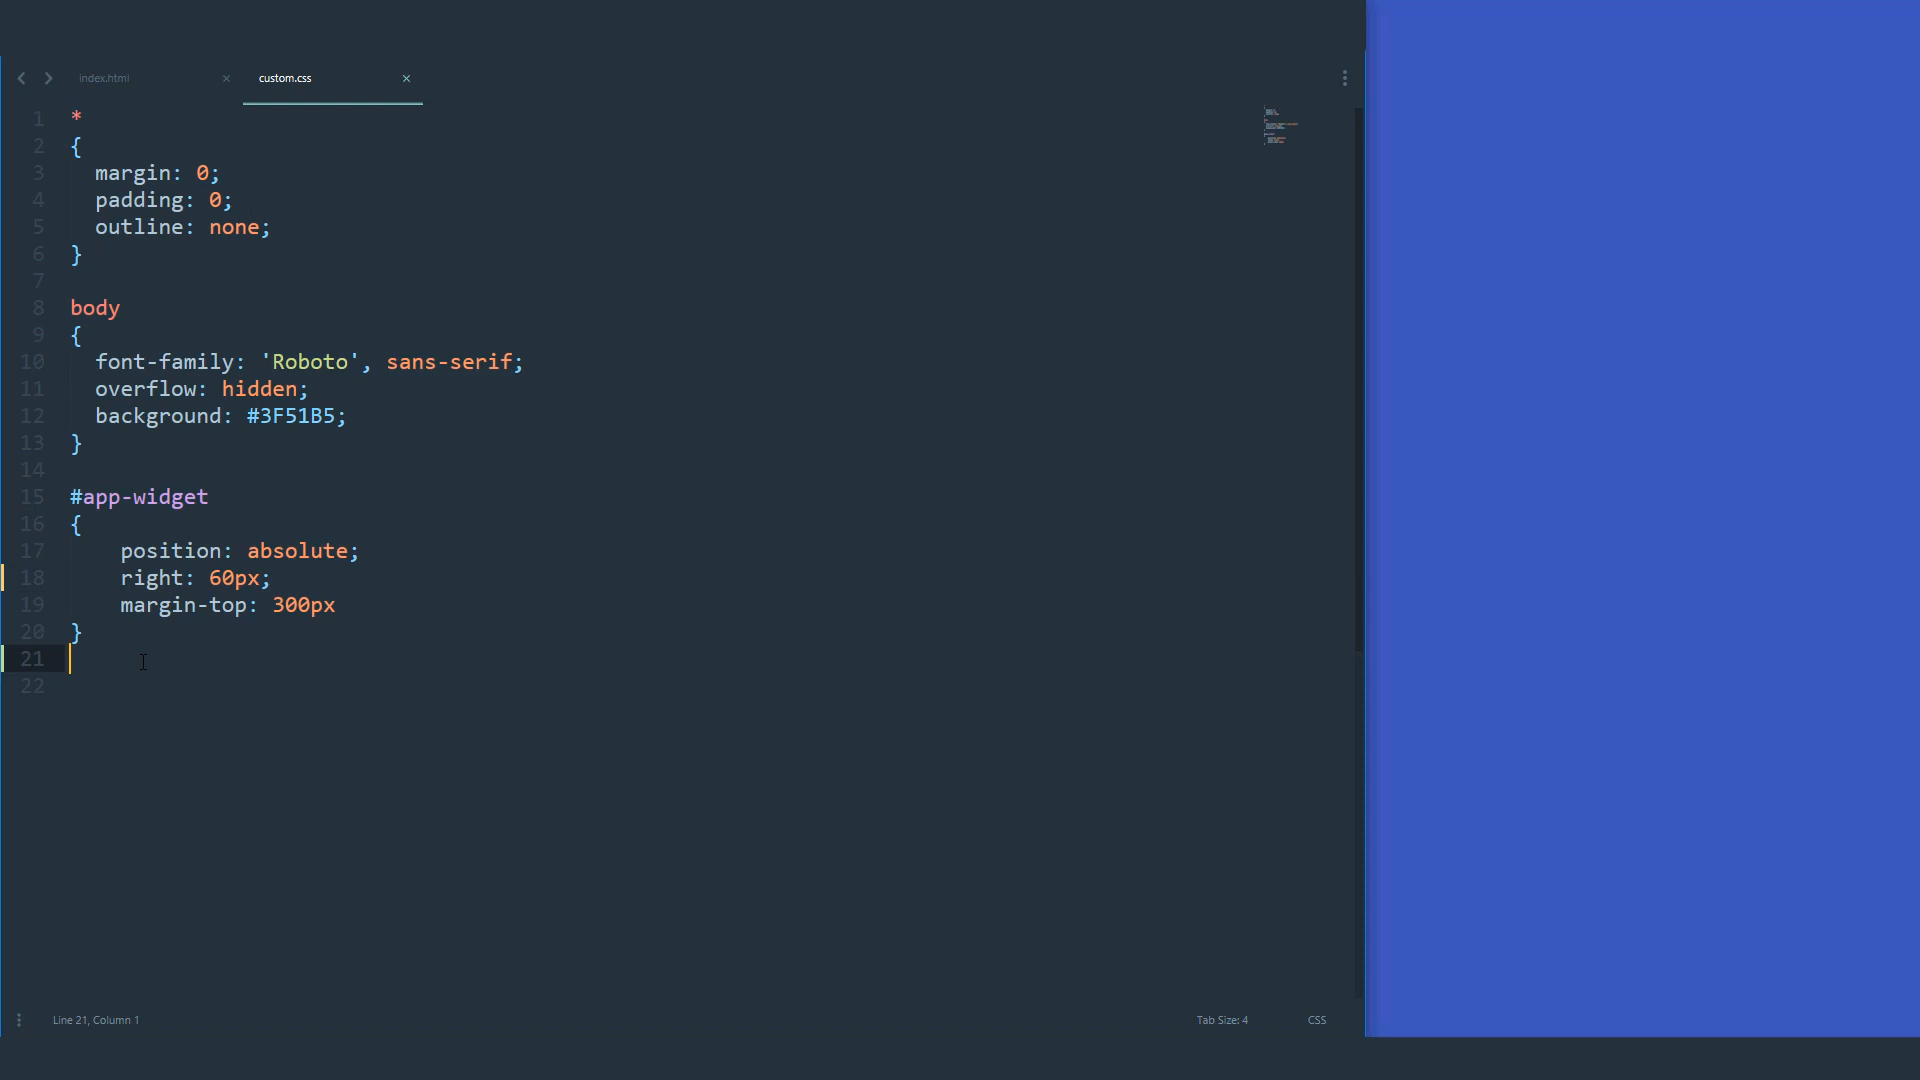 index.html × custom.css ×
1 *
2 {
3   margin: 0;
4   padding: 0;
5   outline: none;
6 }
7
8 body
9 {
10   font-family: 'Roboto', sans-serif;
11   overflow: hidden;
12   background: #3F51B5;
13 }
14
15 #app-widget
16 {
17     position: absolute;
18     right: 60px;
19     margin-top: 300px
20 }
21
22
Line 21, Column 1 Tab Size: 4 CSS